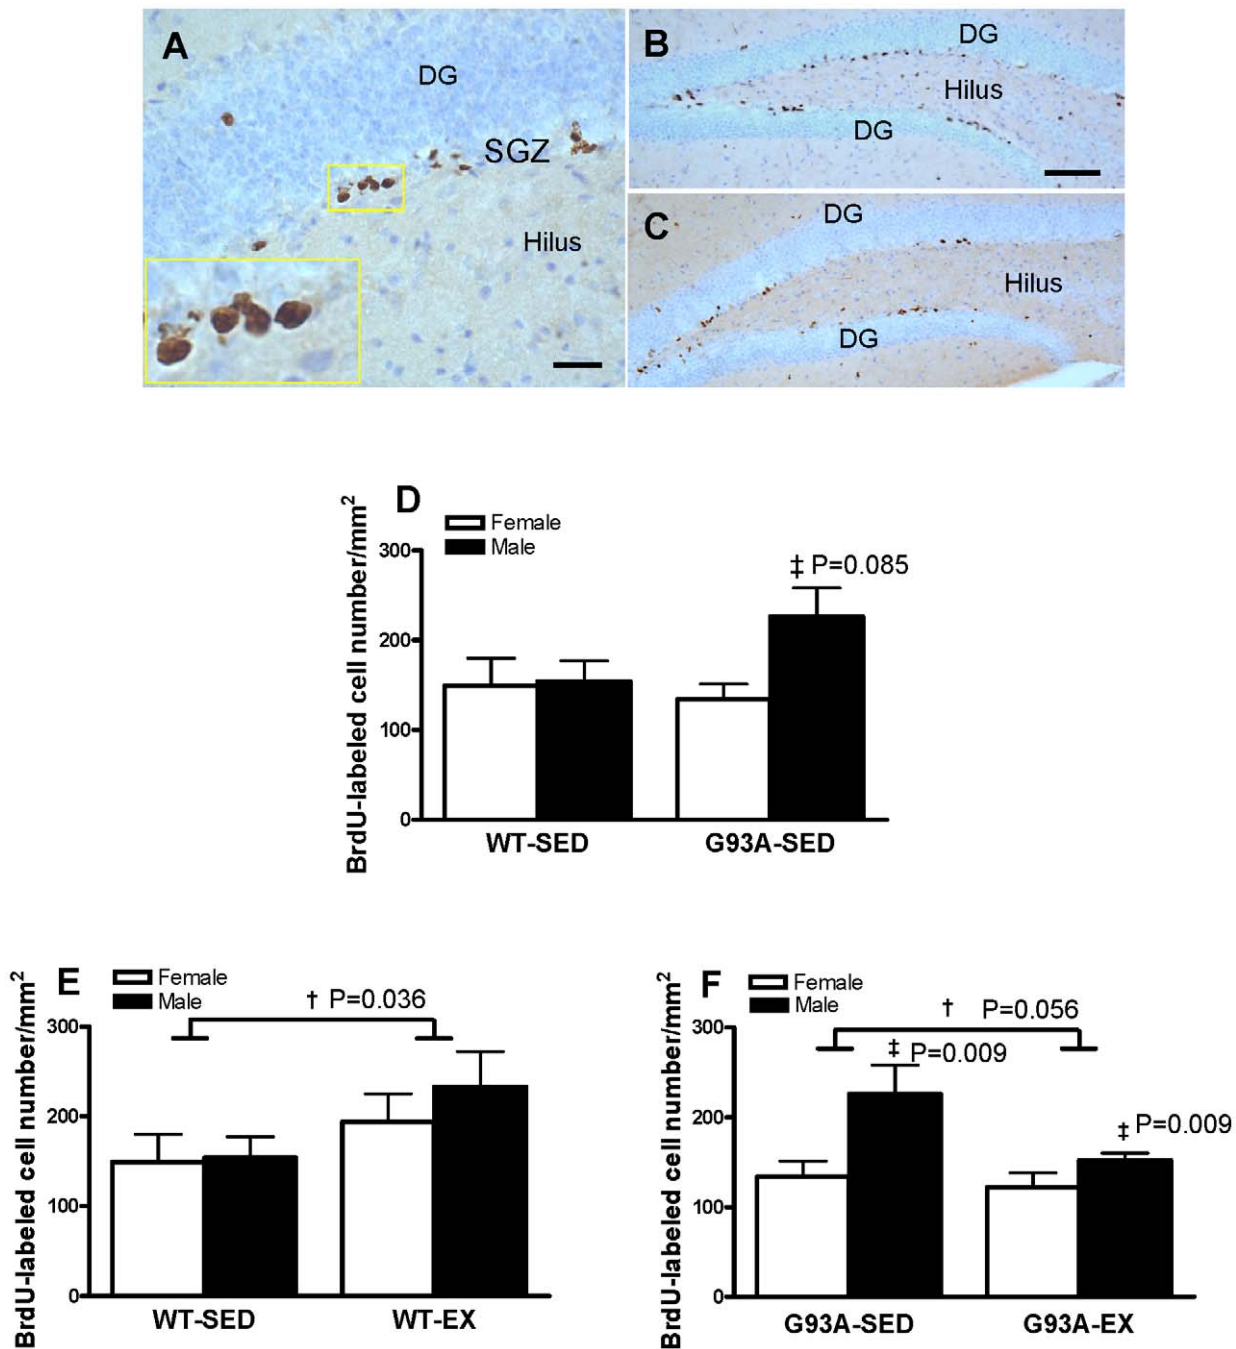 A
DG
SGZ
Hilus
B
DG
Hilus
DG
C
DG
Hilus
DG
D
Female
Male
BrdU-labeled cell number/mm²
300
200
100
0
‡ P=0.085
WT-SED
G93A-SED
E
Female
Male
BrdU-labeled cell number/mm²
300
200
100
0
† P=0.036
WT-SED
WT-EX
F
Female
Male
BrdU-labeled cell number/mm²
300
200
100
0
† P=0.056
‡ P=0.009
‡ P=0.009
G93A-SED
G93A-EX